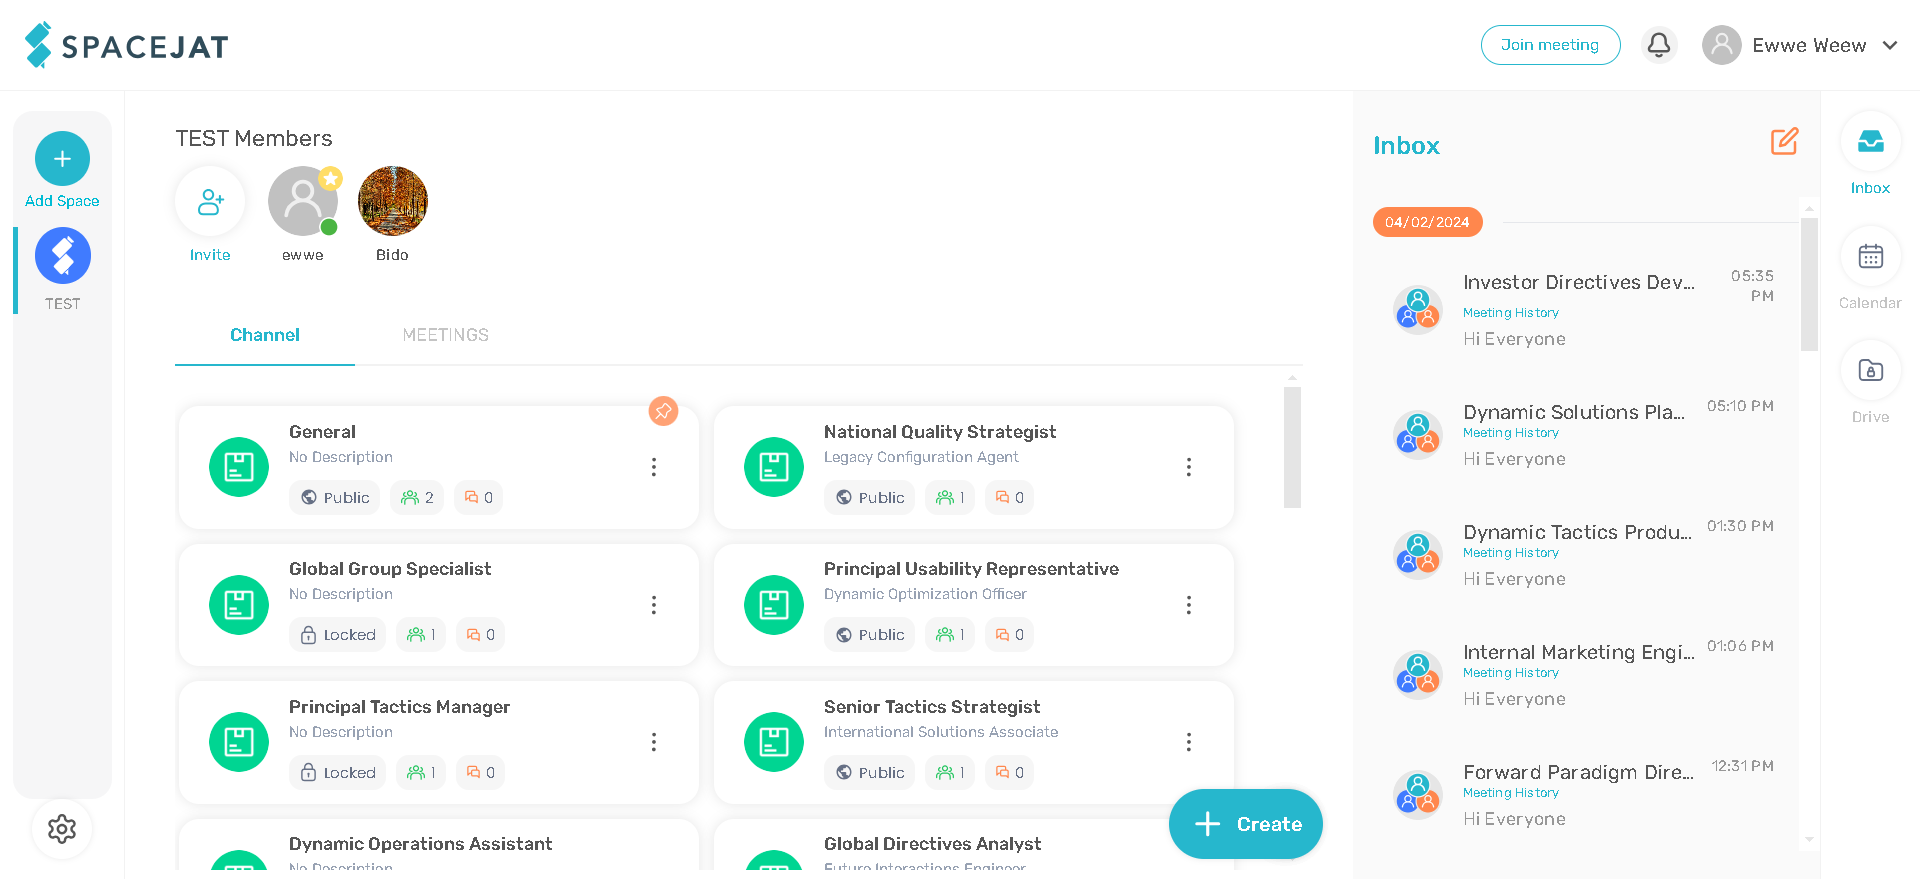 SPACEJAT
Join meeting
Ewwe Weew
Add Space
TEST
TEST Members
Invite
ewwe
Bido
Channel
MEETINGS
General
No Description
Public 2 0
National Quality Strategist
Legacy Configuration Agent
Public 1 0
Global Group Specialist
No Description
Locked 1 0
Principal Usability Representative
Dynamic Optimization Officer
Public 1 0
Principal Tactics Manager
No Description
Locked 1 0
Senior Tactics Strategist
International Solutions Associate
Public 1 0
Dynamic Operations Assistant
No Description
Global Directives Analyst
Future Interactions Engineer
Create
Inbox
04/02/2024
Investor Directives Dev...
05:35 PM
Meeting History
Hi Everyone
Dynamic Solutions Pla...
05:10 PM
Meeting History
Hi Everyone
Dynamic Tactics Produ...
01:30 PM
Meeting History
Hi Everyone
Internal Marketing Engi...
01:06 PM
Meeting History
Hi Everyone
Forward Paradigm Dire...
12:31 PM
Meeting History
Hi Everyone
Inbox
Calendar
Drive